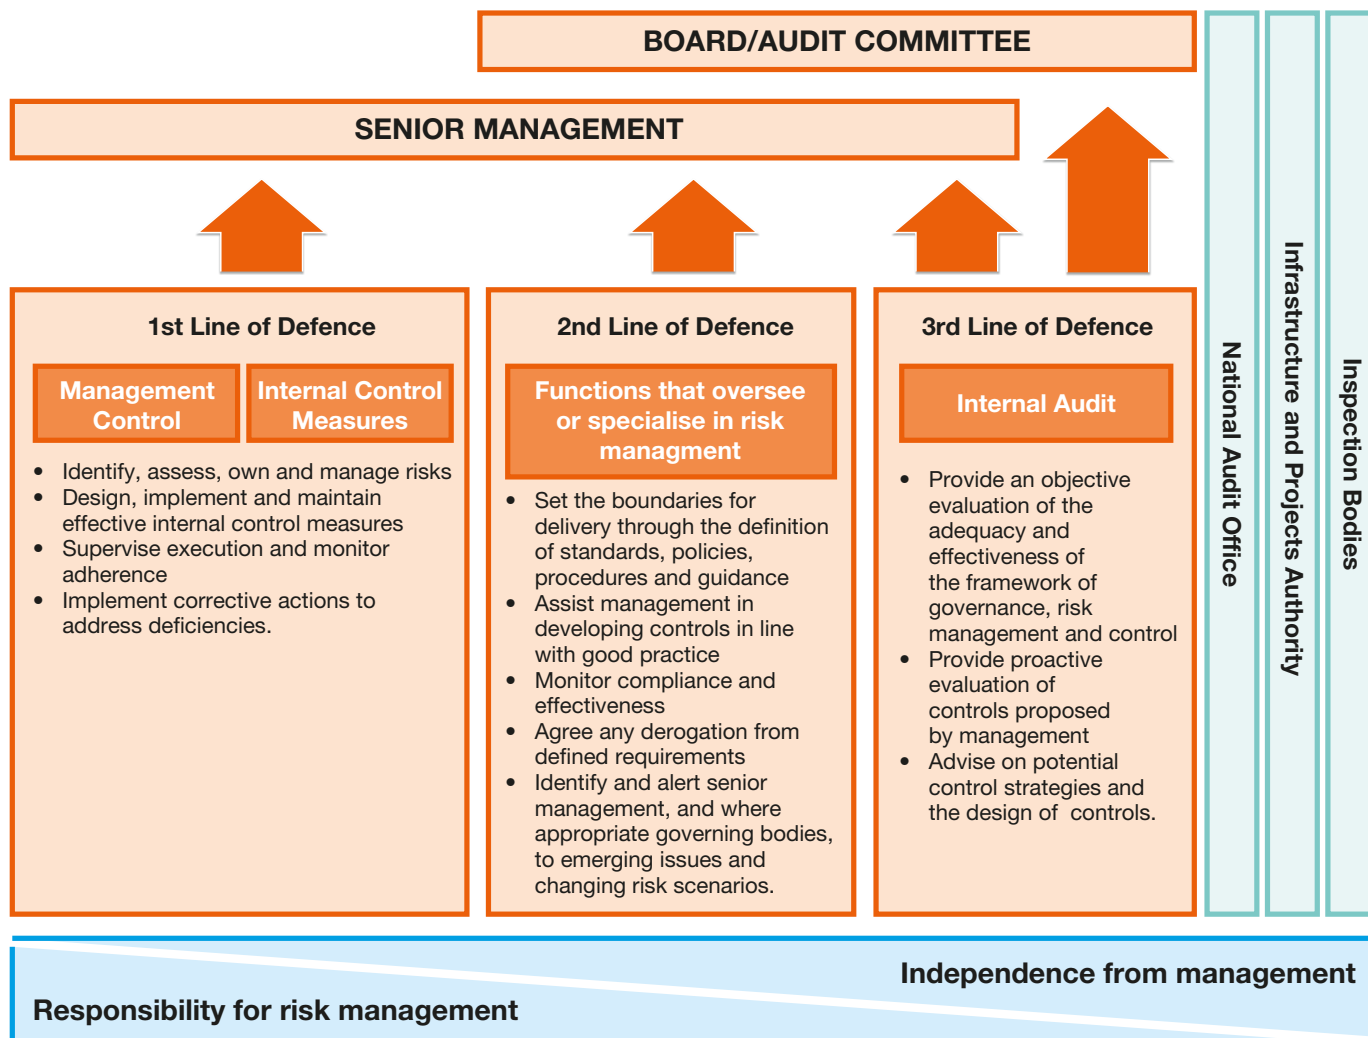 BOARD/AUDIT COMMITTEE
SENIOR MANAGEMENT
1st Line of Defence
Management
Control
Internal Control
Measures
• Identify, assess, own and manage risks
• Design, implement and maintain
effective internal control measures
• Supervise execution and monitor
adherence
• Implement corrective actions to
address deficiencies.
2nd Line of Defence
Functions that oversee
or specialise in risk
managment
• Set the boundaries for
delivery through the definition
of standards, policies,
procedures and guidance
• Assist management in
developing controls in line
with good practice
• Monitor compliance and
effectiveness
• Agree any derogation from
defined requirements
• Identify and alert senior
management, and where
appropriate governing bodies,
to emerging issues and
changing risk scenarios.
3rd Line of Defence
Internal Audit
• Provide an objective
evaluation of the
adequacy and
effectiveness of
the framework of
governance, risk
management and control
• Provide proactive
evaluation of
controls proposed
by management
• Advise on potential
control strategies and
the design of controls.
National Audit Office
Infrastructure and Projects Authority
Inspection Bodies
Independence from management
Responsibility for risk management